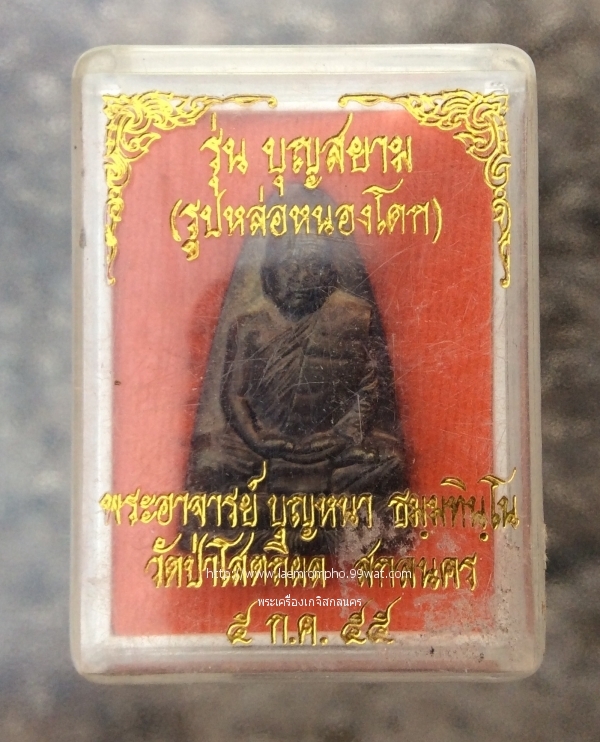 รุ่น บุญสยาม
(รูปหล่อหนองโดก)
พระอาจารย์ บุญหนา ธมฺมทินฺโน
วัดป่าโสตถิผล สกลนคร
http://www.laemrompho.99wat.com
พระเครื่องเกจิสกลนคร
๕ ก.ค. ๕๕